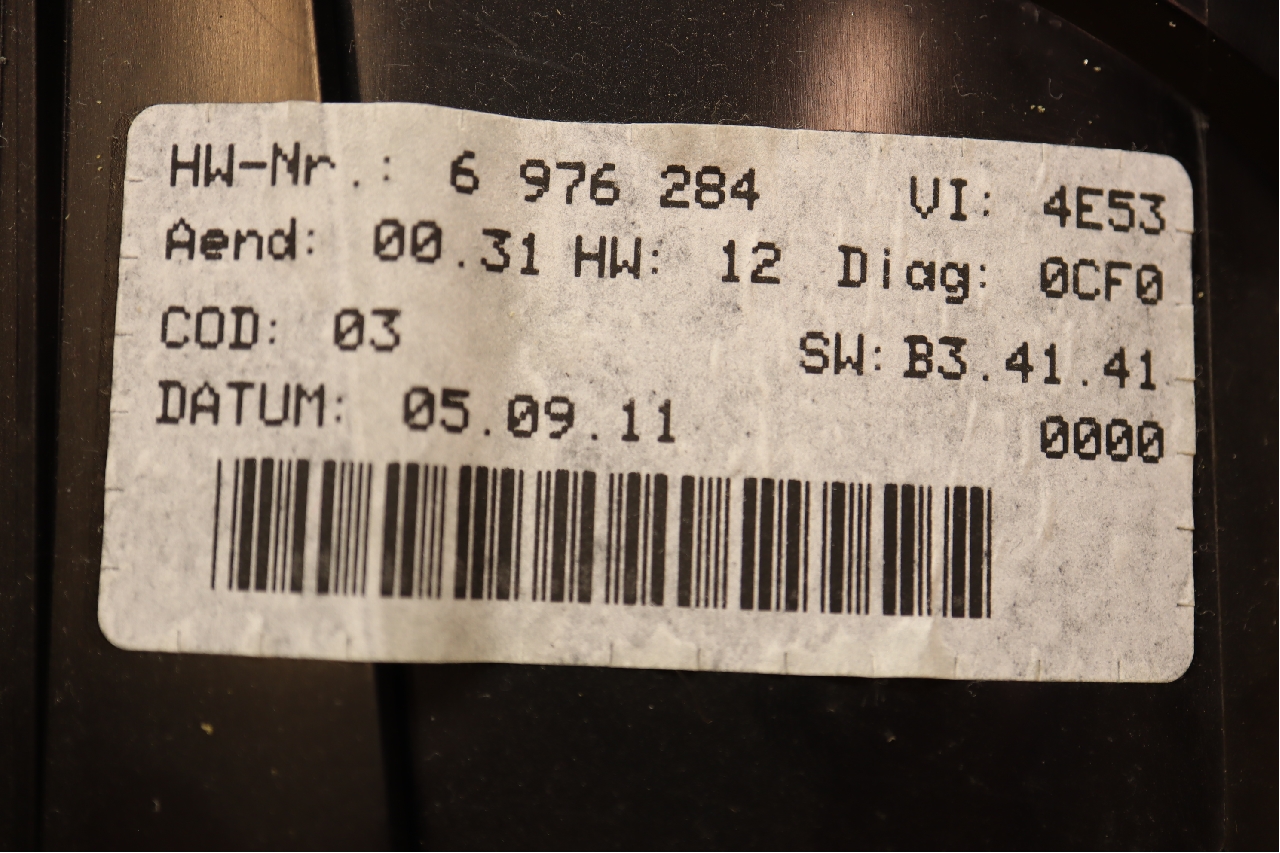 HW-Nr.: 6 976 284 VI: 4E53
Aend: 00.31 HW: 12 Diag: 0CF0
COD: 03 SW: B3.41.41
DATUM: 05.09.11 0000